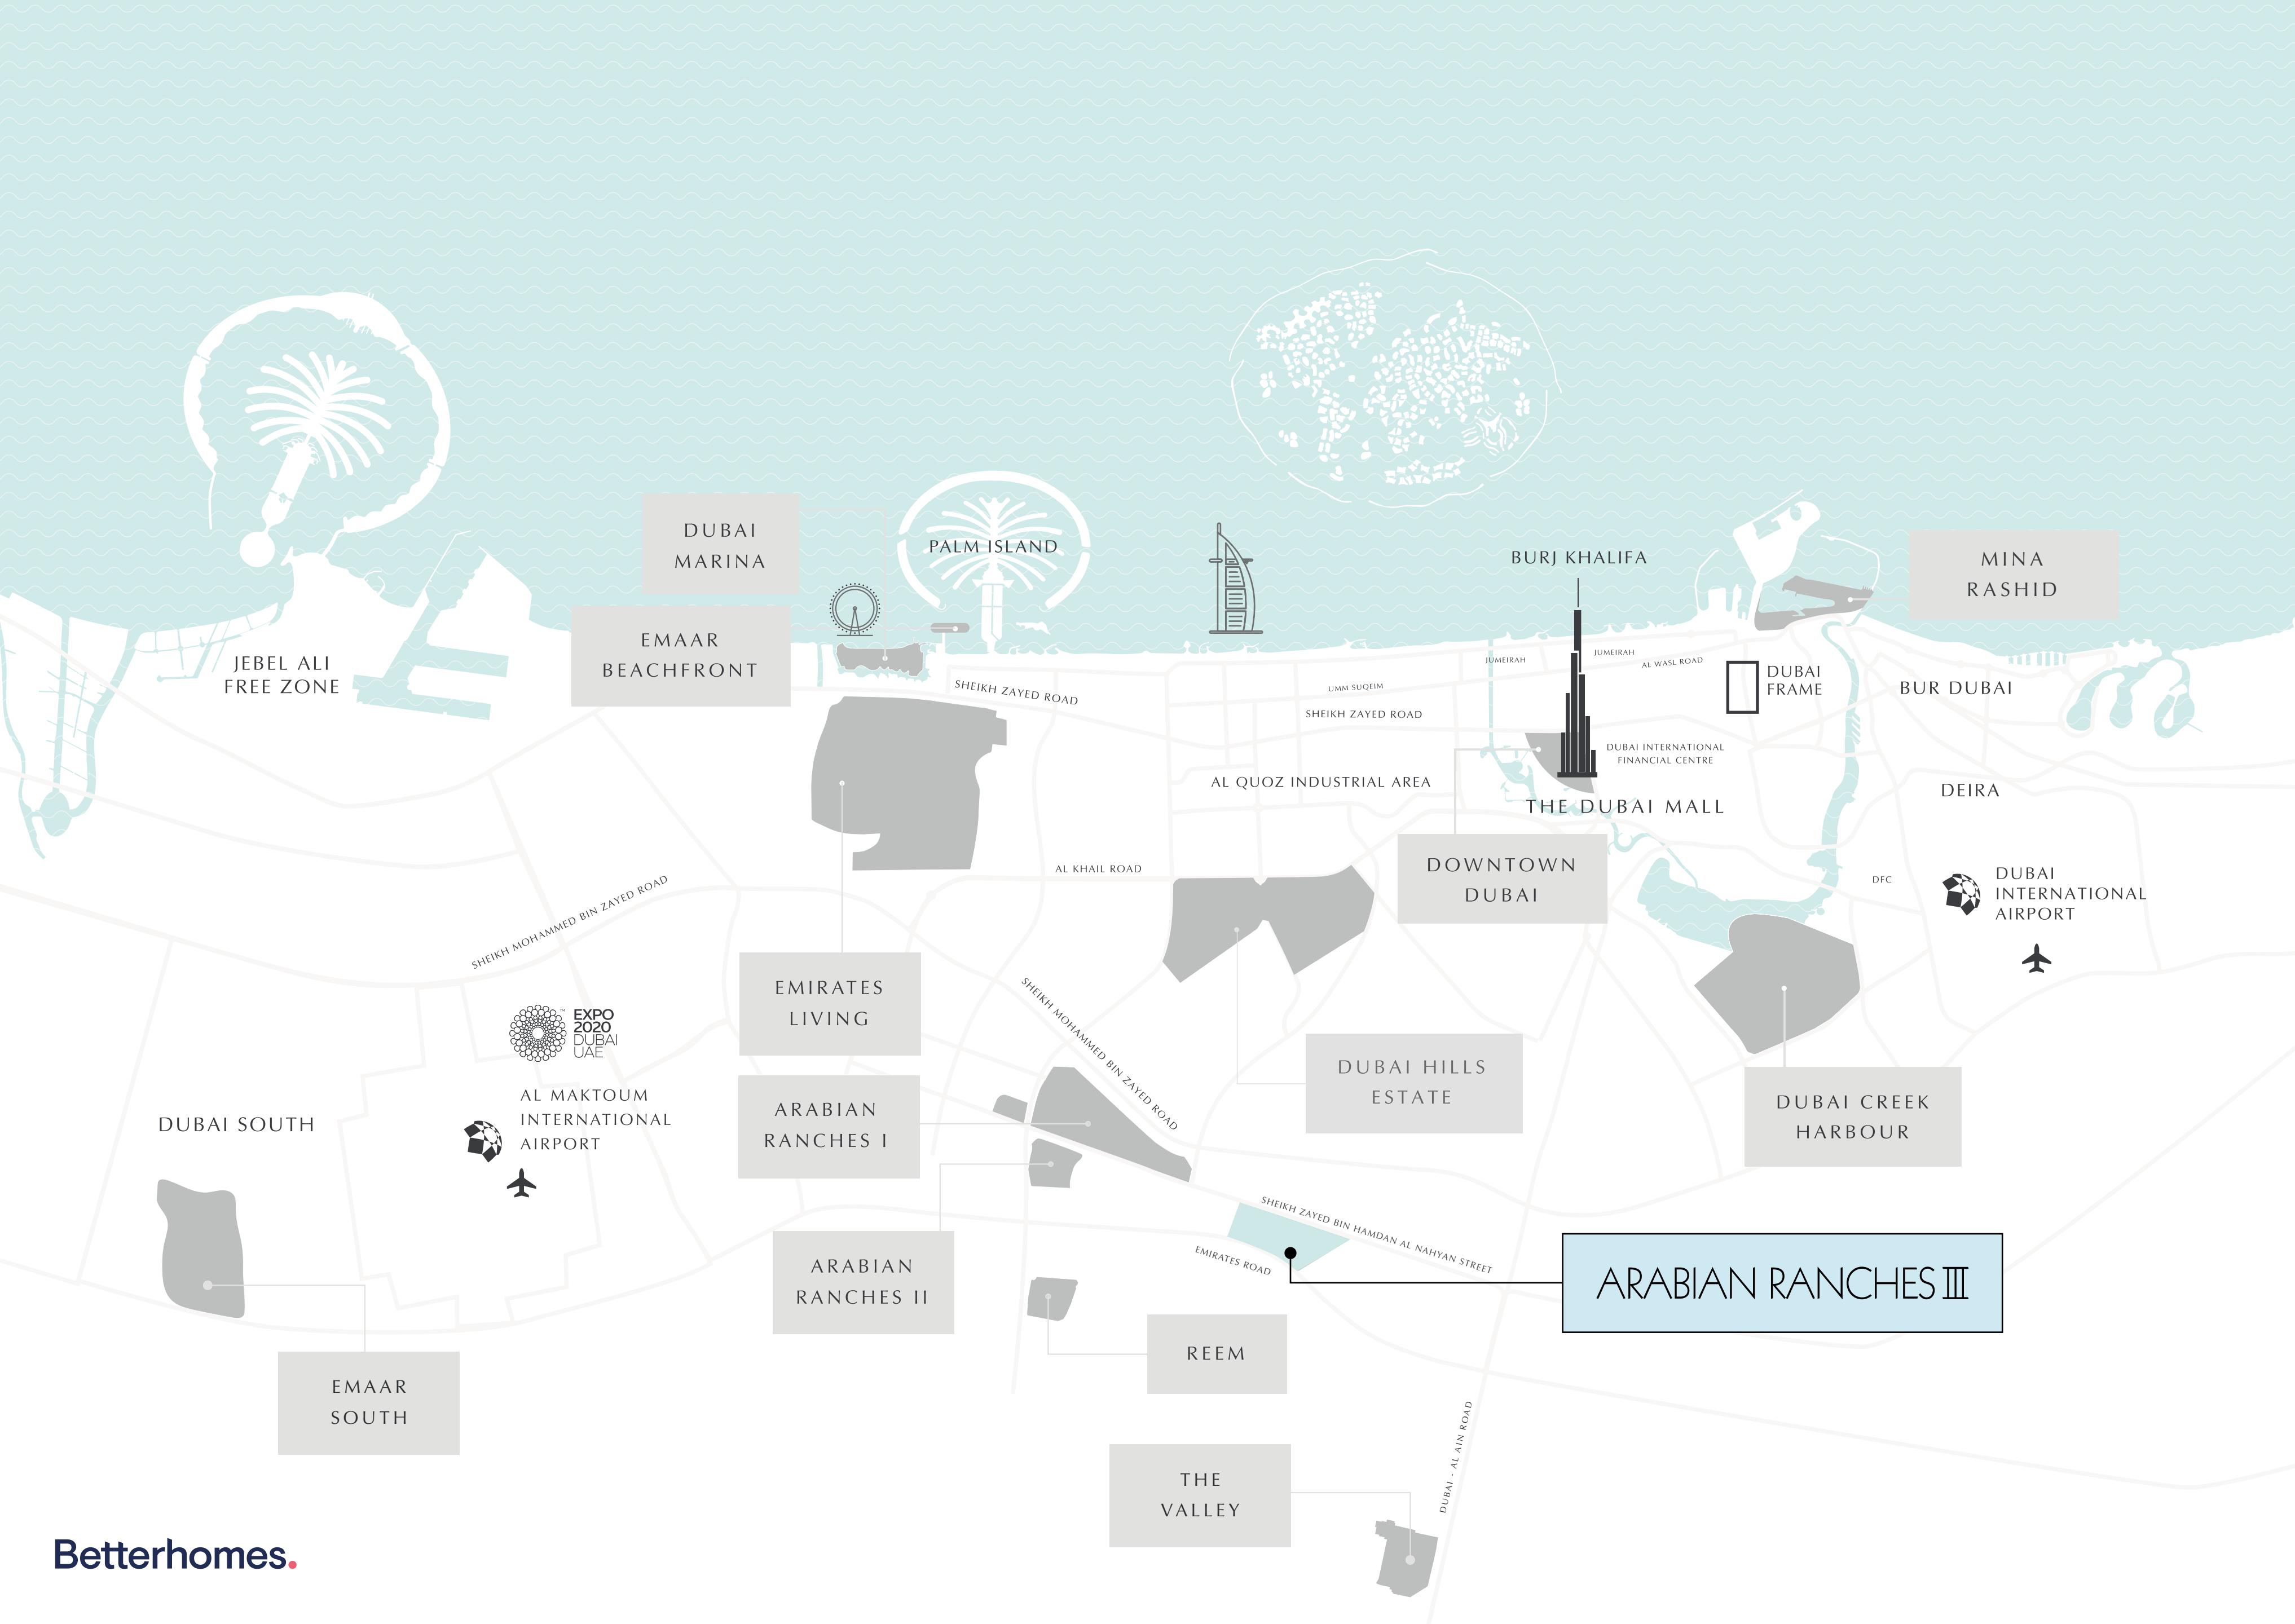 DUBAI
MARINA
PALM ISLAND
BURJ KHALIFA
MINA
RASHID
EMAAR
BEACHFRONT
JEBEL ALI
FREE ZONE
SHEIKH ZAYED ROAD
UMM SUQEIM
SHEIKH ZAYED ROAD
JUMEIRAH
JUMEIRAH
AL WASL ROAD
DUBAI
FRAME
BUR DUBAI
DUBAI INTERNATIONAL
FINANCIAL CENTRE
AL QUOZ INDUSTRIAL AREA
THE DUBAI MALL
DEIRA
DOWNTOWN
DUBAI
AL KHAIL ROAD
DFC
DUBAI
INTERNATIONAL
AIRPORT
SHEIKH MOHAMMED BIN ZAYED ROAD
EMIRATES
LIVING
SHEIKH MOHAMMED BIN ZAYED ROAD
EXPO
2020
DUBAI
UAE
™
DUBAI HILLS
ESTATE
AL MAKTOUM
INTERNATIONAL
AIRPORT
DUBAI SOUTH
ARABIAN
RANCHES I
DUBAI CREEK
HARBOUR
SHEIKH ZAYED BIN HAMDAN AL NAHYAN STREET
EMIRATES ROAD
ARABIAN
RANCHES II
ARABIAN RANCHES III
REEM
EMAAR
SOUTH
DUBAI - AL AIN ROAD
THE
VALLEY
Betterhomes.